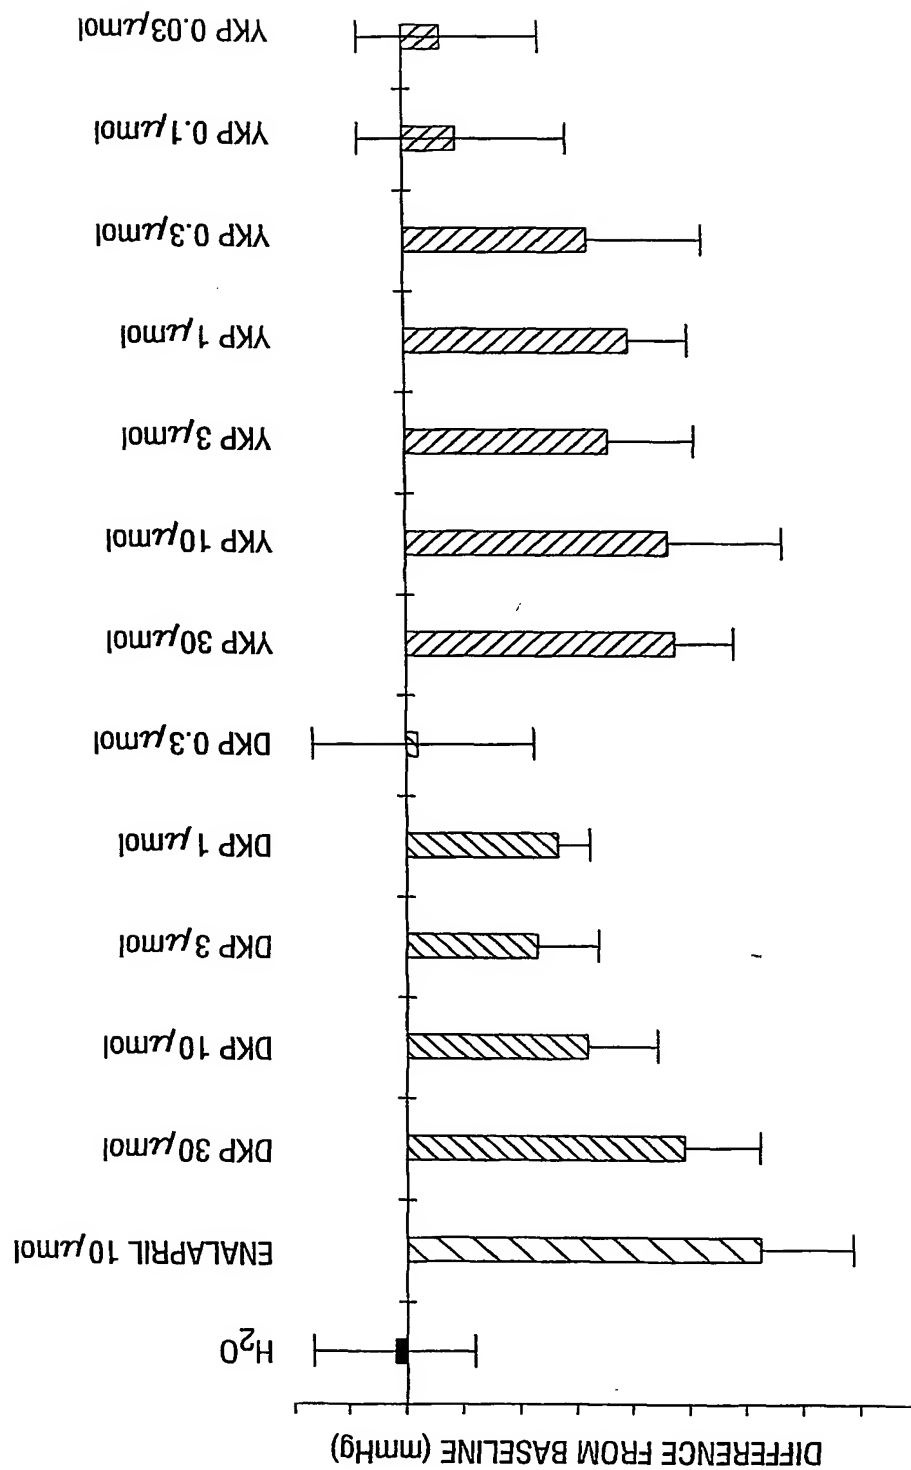 DIFFERENCE FROM BASELINE (mmHg)
H₂O
ENALAPRIL 10μmol
DKP 30μmol
DKP 10μmol
DKP 3μmol
DKP 1μmol
DKP 0.3μmol
YKP 30μmol
YKP 10μmol
YKP 3μmol
YKP 1μmol
YKP 0.3μmol
YKP 0.1μmol
YKP 0.03μmol